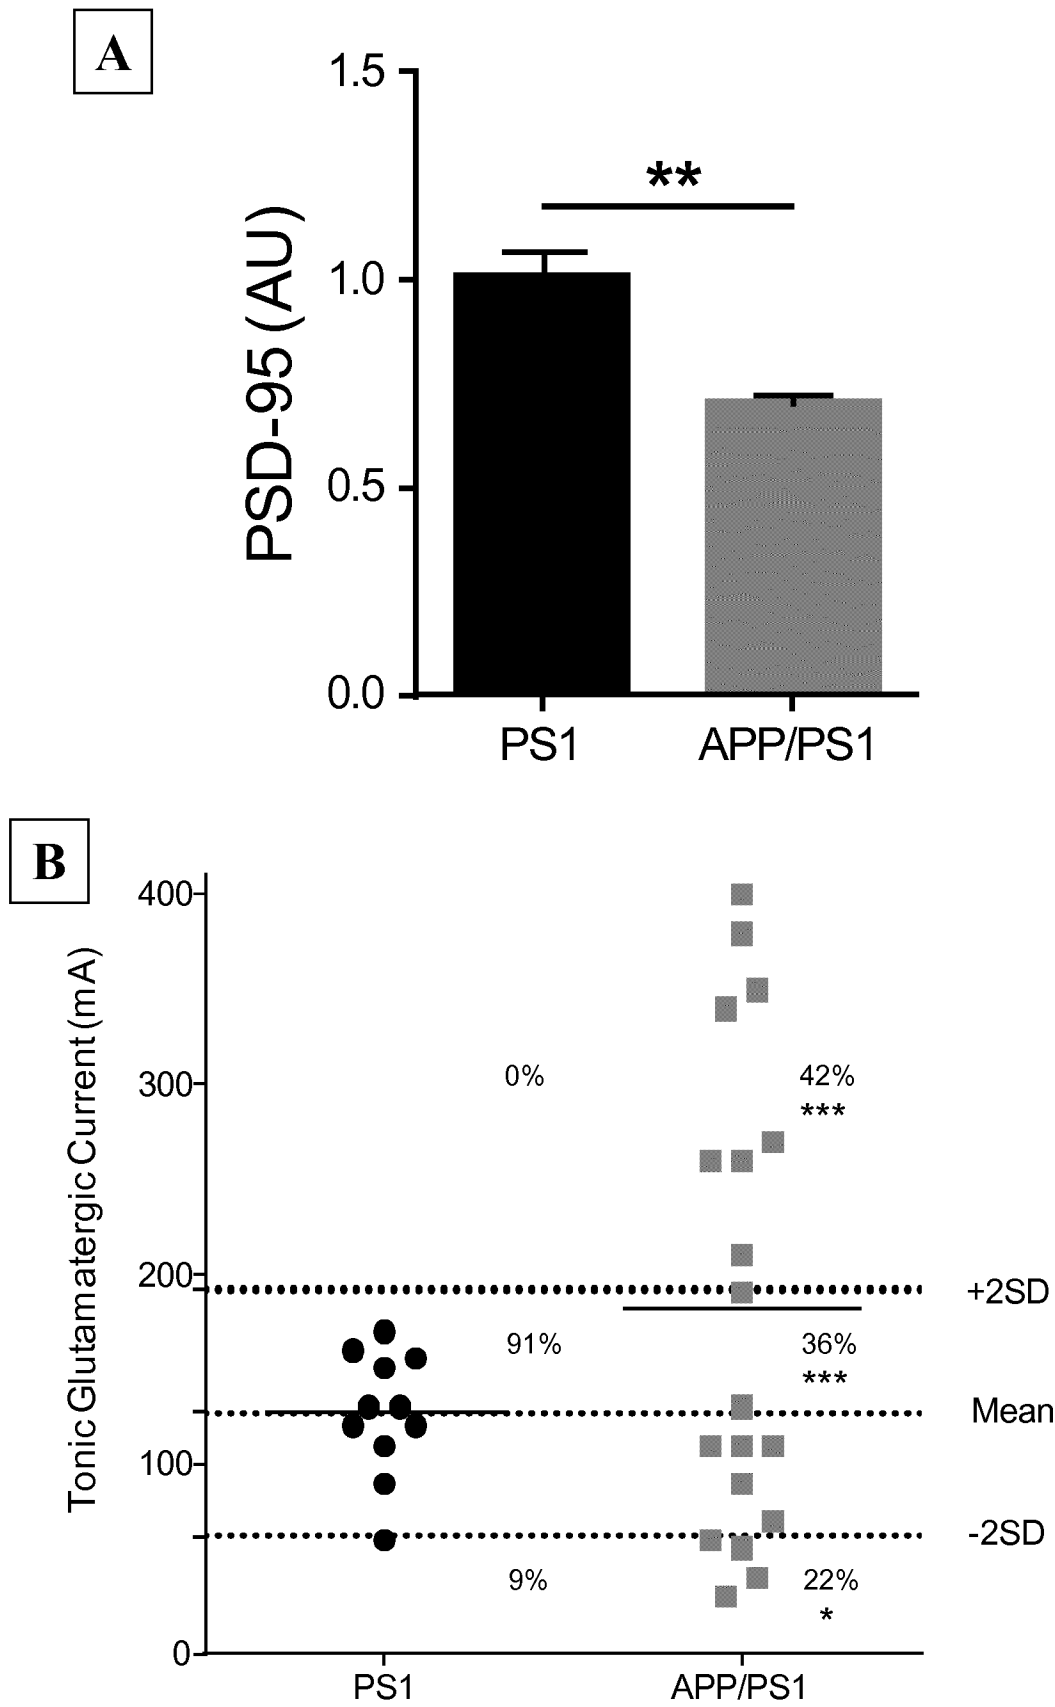 A
1.5
**
1.0
PSD-95 (AU)
0.5
0.0
PS1 APP/PS1
B
400
300
0% 42%
***
Tonic Glutamatergic Current (mA)
200
+2SD
91% 36%
***
Mean
100
-2SD
9% 22%
*
0
PS1 APP/PS1